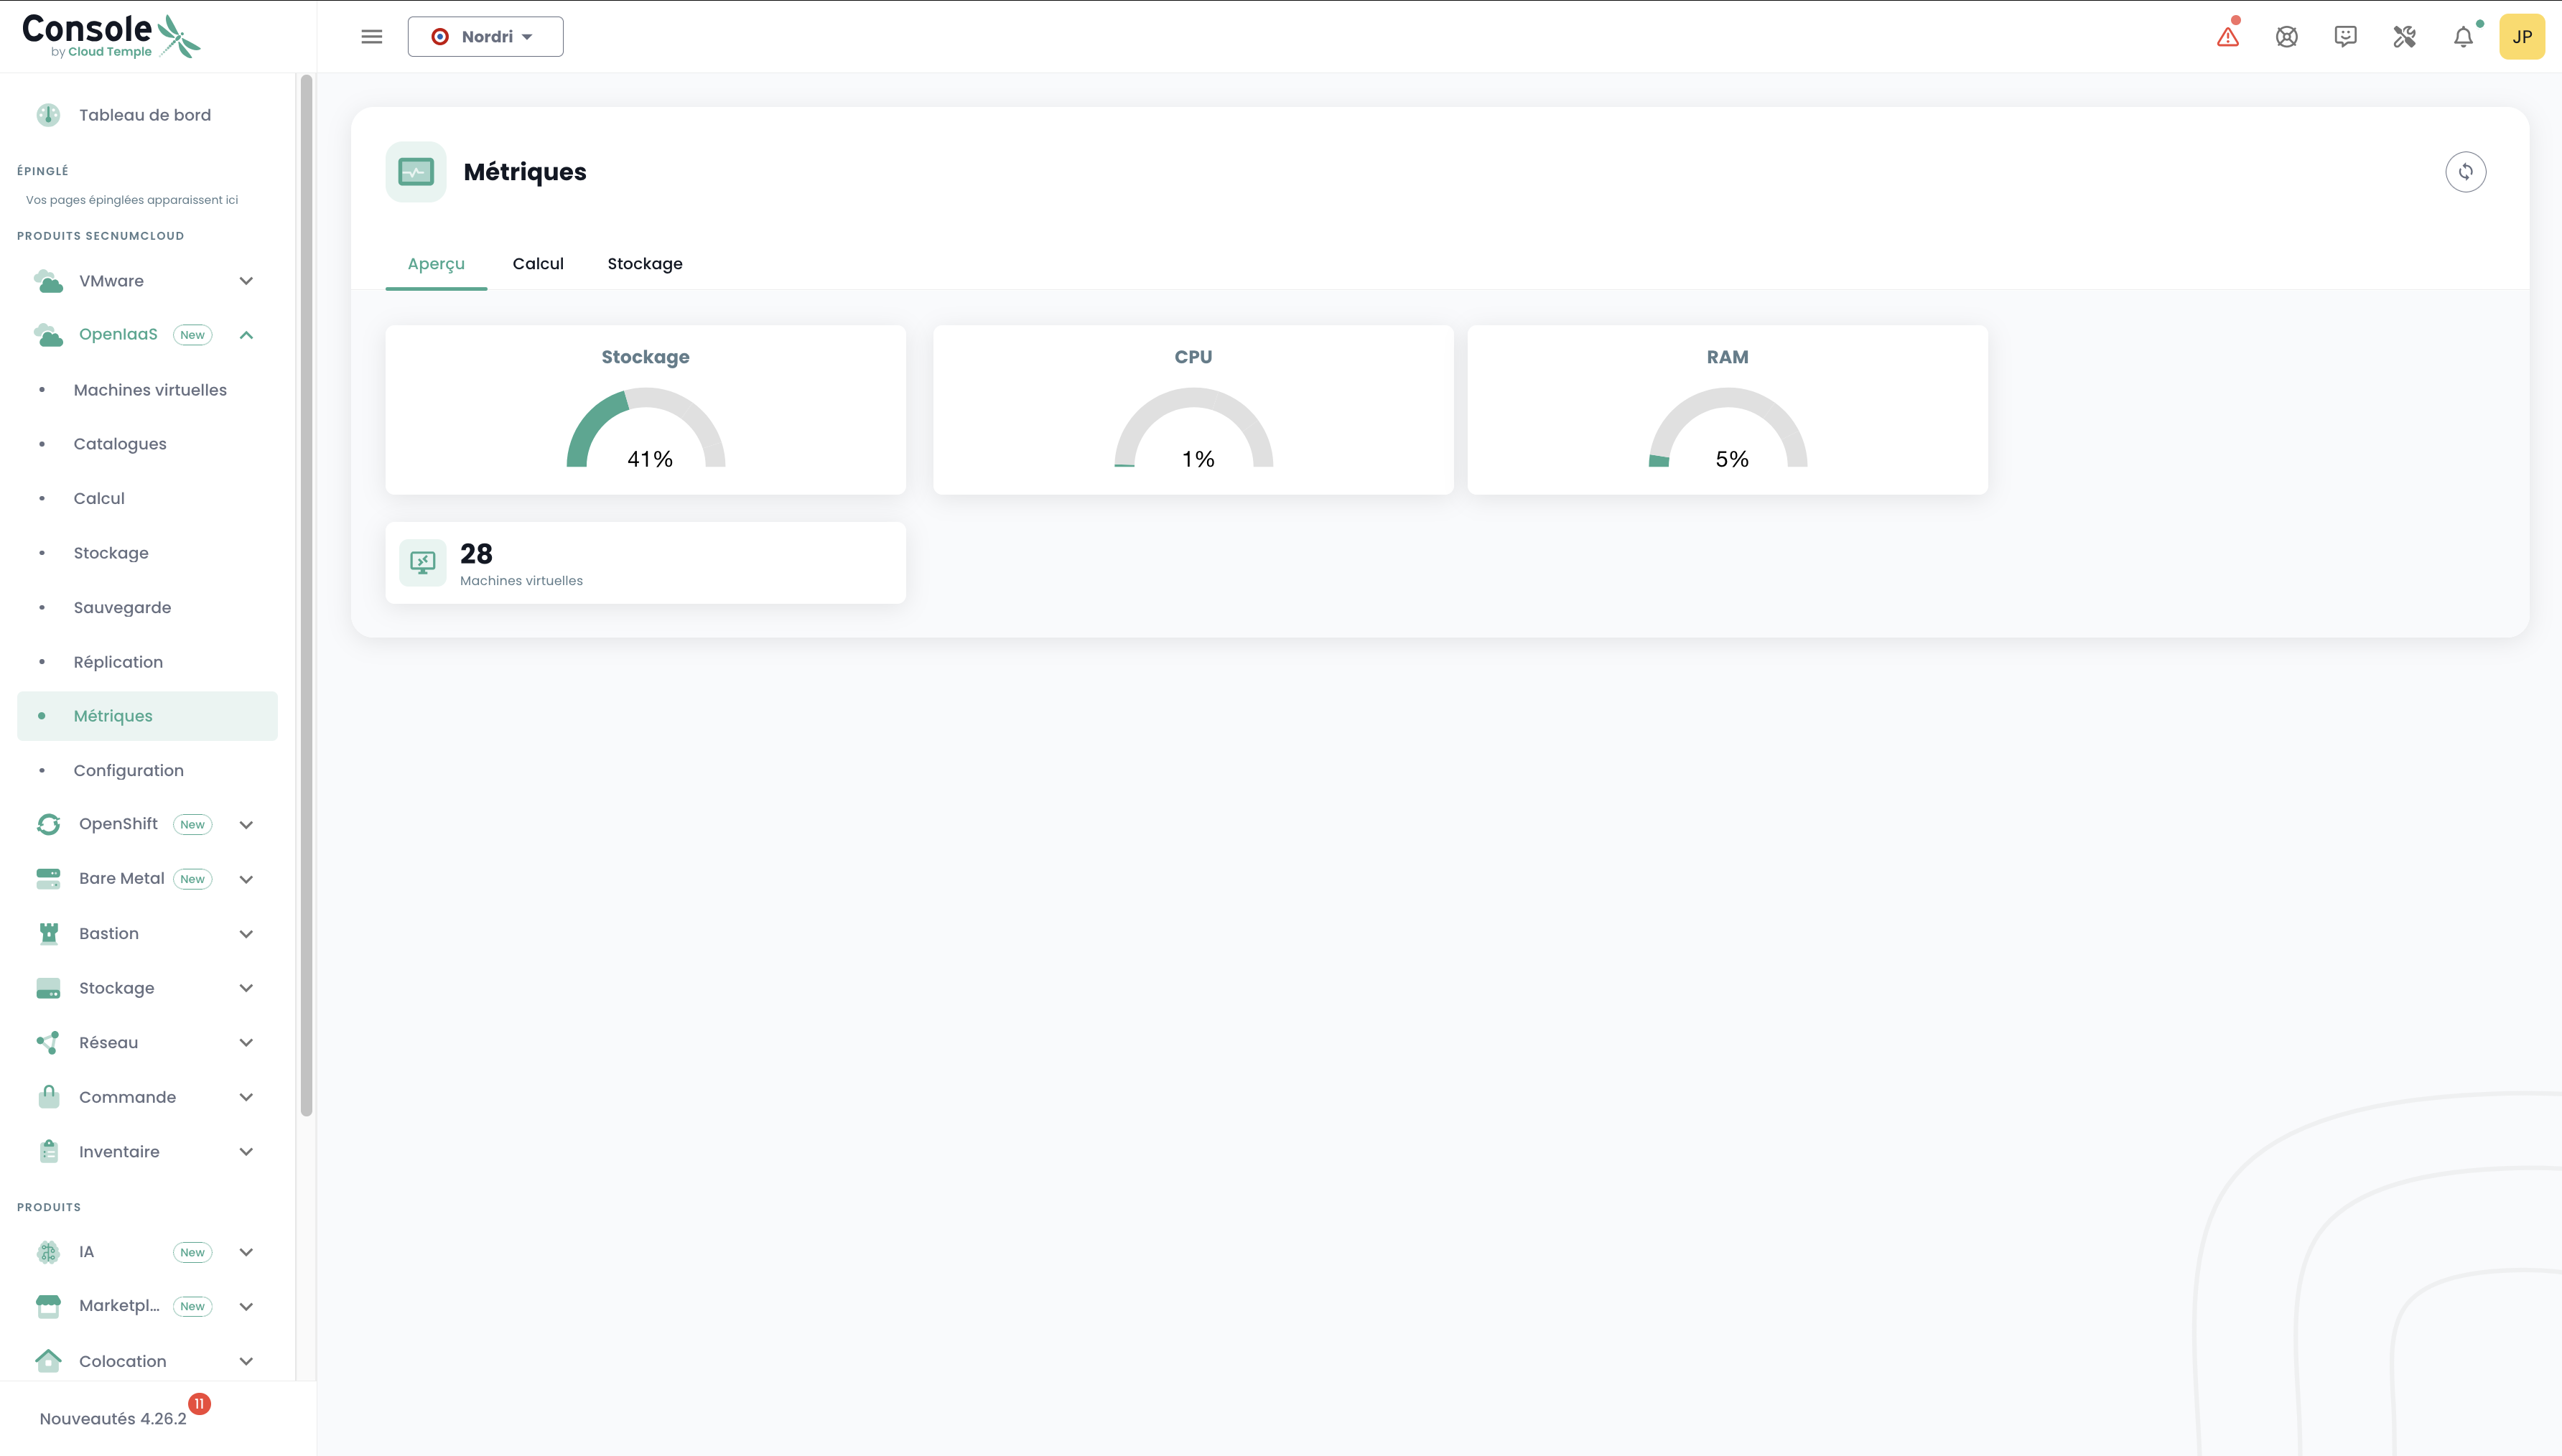 Console
by Cloud Temple
Nordri
JP
Tableau de bord
ÉPINGLÉ
Vos pages épinglées apparaissent ici
PRODUITS SECNUMCLOUD
VMware
OpenIaaS New
Machines virtuelles
Catalogues
Calcul
Stockage
Sauvegarde
Réplication
Métriques
Configuration
OpenShift New
Bare Metal New
Bastion
Stockage
Réseau
Commande
Inventaire
PRODUITS
IA New
Marketpl... New
Colocation
Nouveautés 4.26.2 11
Métriques
Aperçu Calcul Stockage
Stockage
41%
CPU
1%
RAM
5%
28
Machines virtuelles